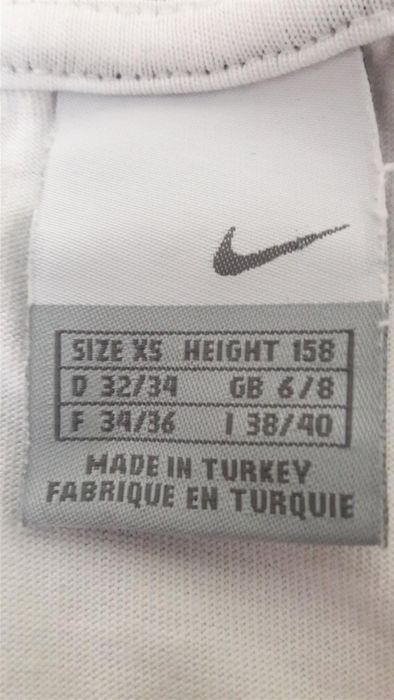 SIZE XS HEIGHT 158
D 32/34 GB 6/8
F 34/36 I 38/40
MADE IN TURKEY
FABRIQUE EN TURQUIE